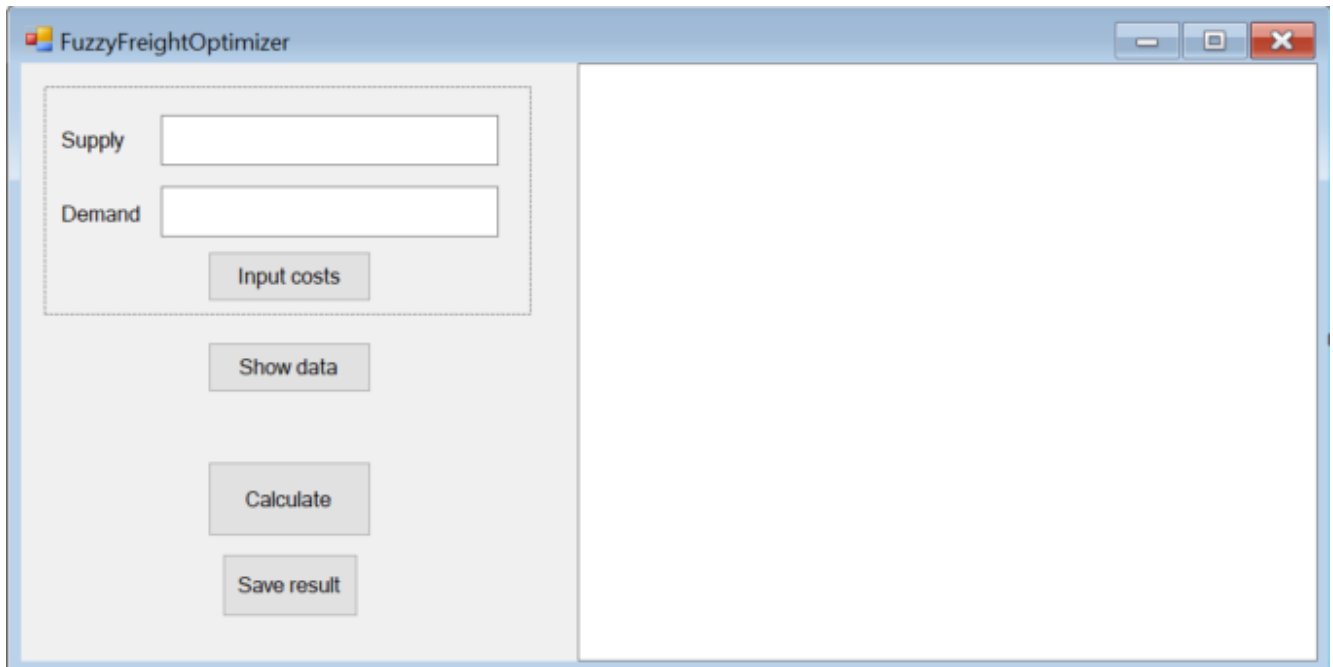 FuzzyFreightOptimizer
Supply
Demand
Input costs
Show data
Calculate
Save result